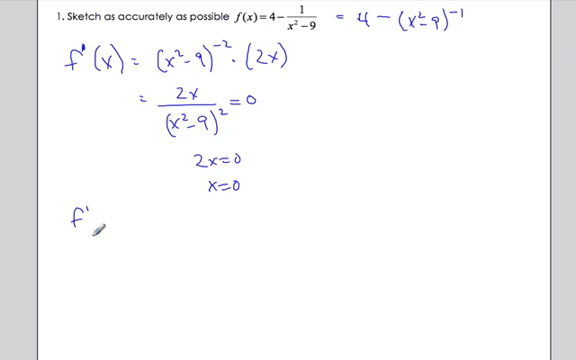 1. Sketch as accurately as possible f(x)=4−1/(x²−9) = 4 − (x²−9)⁻¹
f'(x) = (x²−9)⁻² · (2x)
= 2x/(x²−9)² = 0
2x=0
x=0
f'